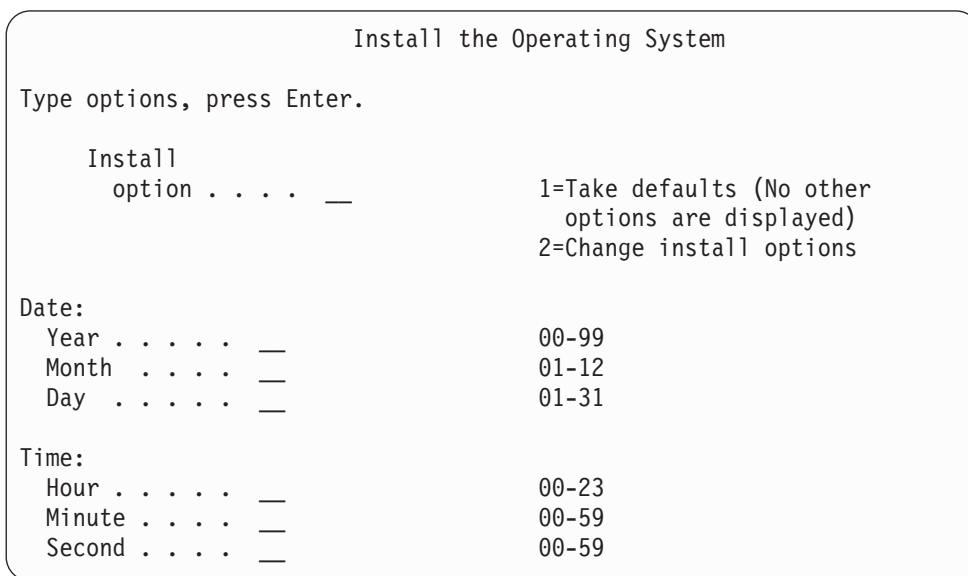 Install the Operating System
Type options, press Enter.
Install
option . . . . __ 1=Take defaults (No other
options are displayed)
2=Change install options
Date:
Year . . . . . __ 00-99
Month . . . . __ 01-12
Day . . . . . __ 01-31
Time:
Hour . . . . . __ 00-23
Minute . . . . __ 00-59
Second . . . . __ 00-59